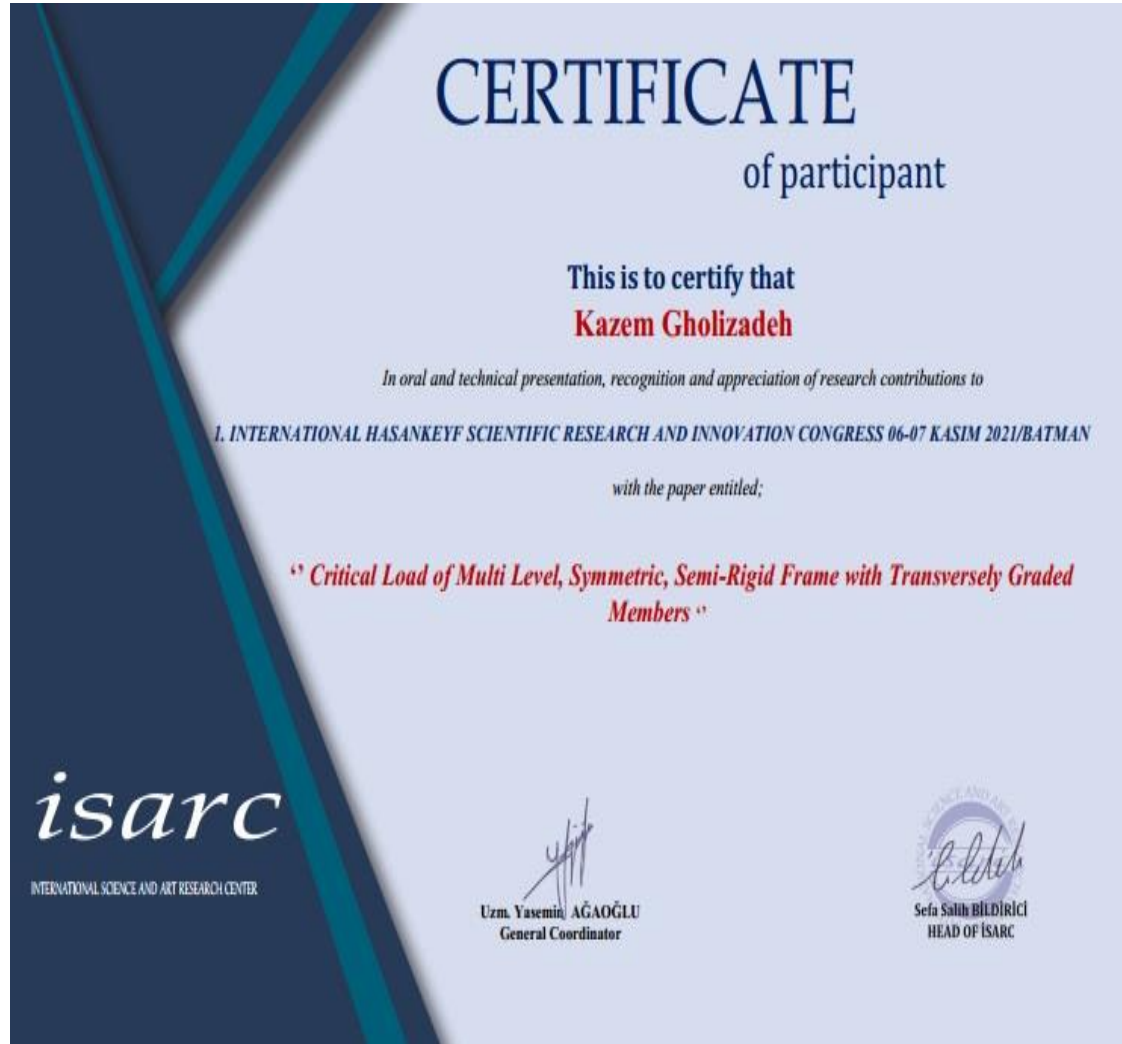 CERTIFICATE
of participant
This is to certify that
Kazem Gholizadeh
In oral and technical presentation, recognition and appreciation of research contributions to
1. INTERNATIONAL HASANKEYF SCIENTIFIC RESEARCH AND INNOVATION CONGRESS 06-07 KASIM 2021/BATMAN
with the paper entitled;
‘’ Critical Load of Multi Level, Symmetric, Semi-Rigid Frame with Transversely Graded
Members ‘’
isarc
INTERNATIONAL SCIENCE AND ART RESEARCH CENTER
Uzm. Yasemin AĞAOĞLU
General Coordinator
Sefa Salih BİLDİRİCİ
HEAD OF İSARC